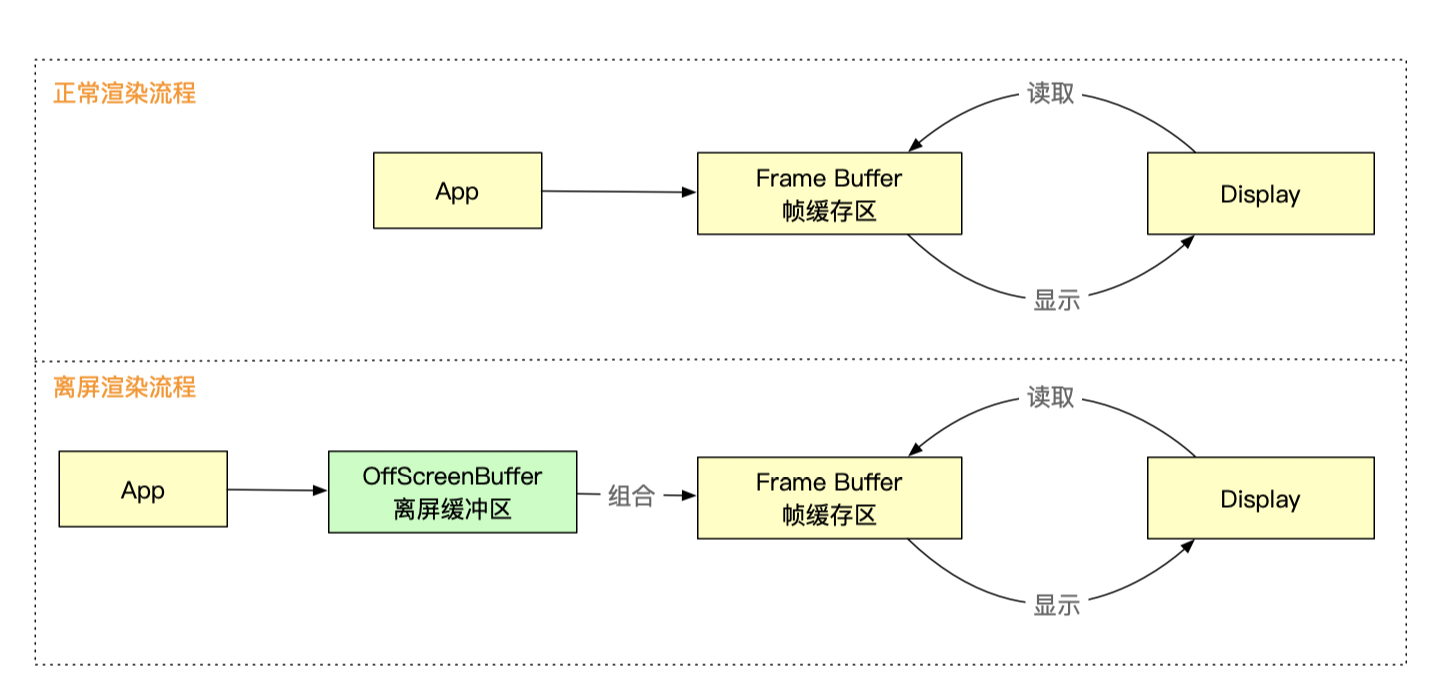 正常渲染流程
读取
App
Frame Buffer
帧缓存区
Display
显示
离屏渲染流程
读取
App
OffScreenBuffer
离屏缓冲区
组合
Frame Buffer
帧缓存区
Display
显示